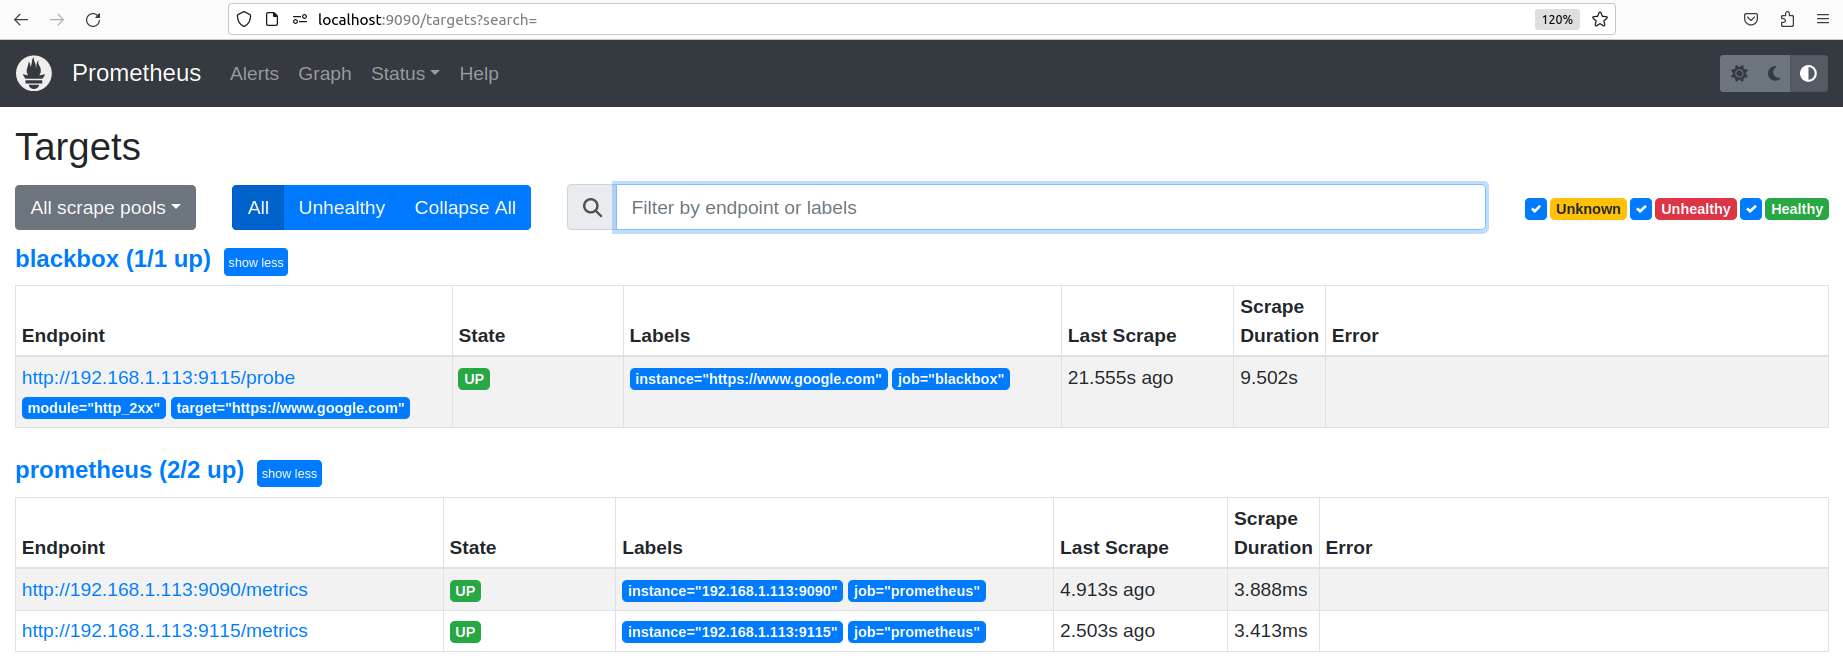 localhost:9090/targets?search=
120%
Prometheus Alerts Graph Status Help
Targets
All scrape pools All Unhealthy Collapse All Filter by endpoint or labels Unknown Unhealthy Healthy
blackbox (1/1 up) show less
Scrape
Endpoint State Labels Last Scrape Duration Error
http://192.168.1.113:9115/probe UP instance="https://www.google.com" job="blackbox" 21.555s ago 9.502s
module="http_2xx" target="https://www.google.com"
prometheus (2/2 up) show less
Scrape
Endpoint State Labels Last Scrape Duration Error
http://192.168.1.113:9090/metrics UP instance="192.168.1.113:9090" job="prometheus" 4.913s ago 3.888ms
http://192.168.1.113:9115/metrics UP instance="192.168.1.113:9115" job="prometheus" 2.503s ago 3.413ms